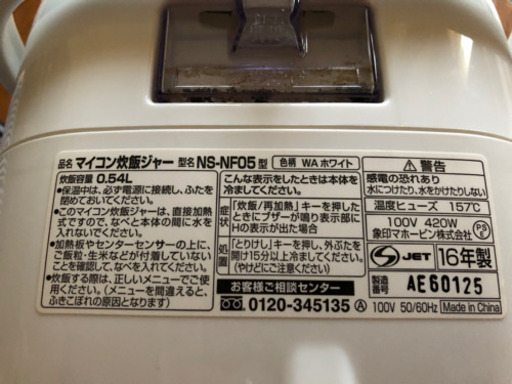 品名 マイコン炊飯ジャー 型名 NS-NF05型 色柄 WA ホワイト
炊飯容量 0.54L
•保温中は、必ず電源に接続し、ふたを
閉めておいてください。
•このマイコン炊飯ジャーは、直接加熱
式ですので、なべと本体の間に水を
入れないでください。
•加熱板やセンターセンサーの上に、
ご飯粒・生米などが付着していない
ことを確認して、なべを入れてください。
•炊飯する際は、正しいメニューでご使
用ください。(メニューを間違えると、
ふきこぼれの原因となります)
こんな表示をしたときは本体を
冷ましてください。
症状
「炊飯/再加熱」キーを押した
ときにブザーが鳴り表示部に
Hの表示が出た場合
処置
「とりけし」キーを押し、外ぶたを
開け15分以上冷ましてください。
(やけどにご注意ください)
お客様ご相談センター
0120-345135
⚠警告
感電の恐れあり
水につけたり、水をかけたりしない
温度ヒューズ 157℃
100V 420W
象印マホービン株式会社
PSE
S JET 16年製
製造番号 AE60125
Ⓐ 100V 50/60Hz Made in China